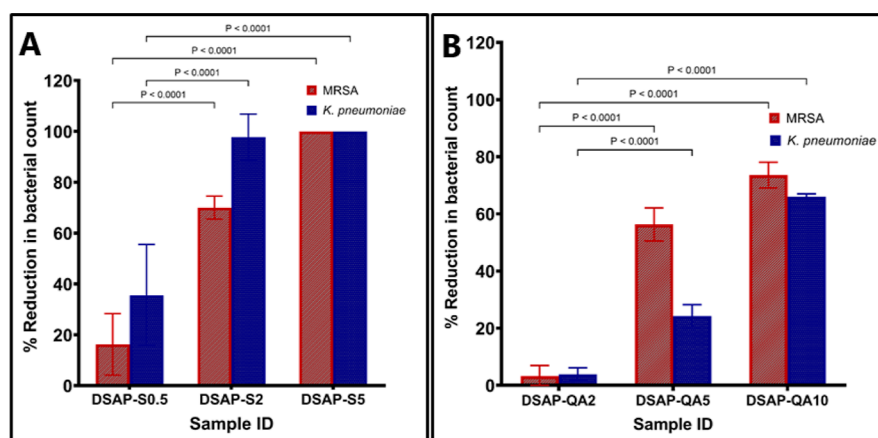 A
P < 0.0001
P < 0.0001
P < 0.0001
P < 0.0001
MRSA
K. pneumoniae
% Reduction in bacterial count
120
100
80
60
40
20
0
DSAP-S0.5 DSAP-S2 DSAP-S5
Sample ID
B
P < 0.0001
P < 0.0001
P < 0.0001
P < 0.0001
MRSA
K. pneumoniae
% Reduction in bacterial count
120
100
80
60
40
20
0
DSAP-QA2 DSAP-QA5 DSAP-QA10
Sample ID